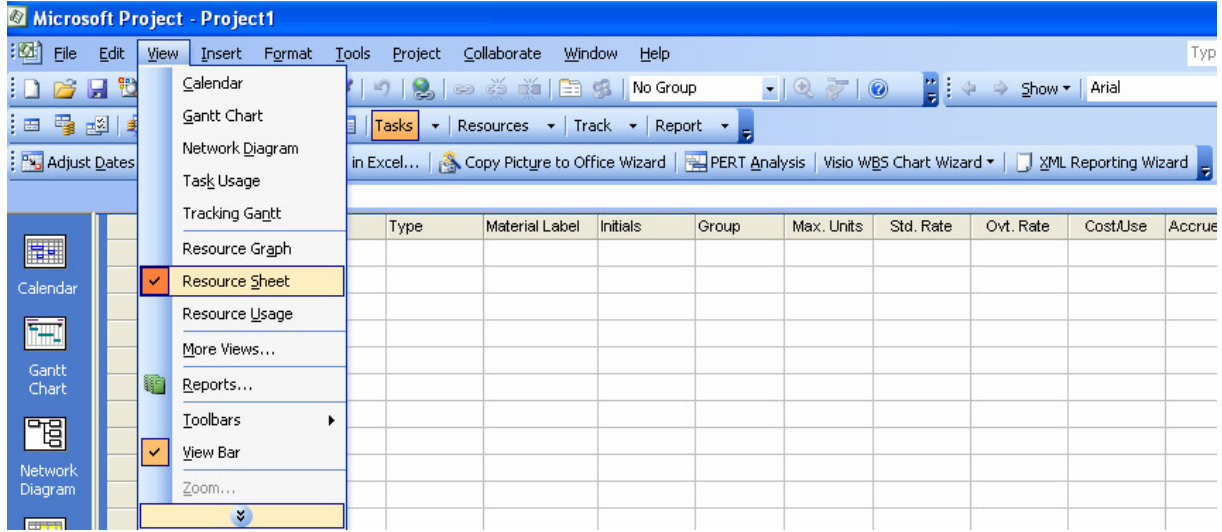 Microsoft Project - Project1
File Edit View Insert Format Tools Project Collaborate Window Help
No Group Show Arial
Tasks Resources Track Report
Adjust Dates in Excel... Copy Picture to Office Wizard PERT Analysis Visio WBS Chart Wizard XML Reporting Wizard
Calendar
Gantt Chart
Network Diagram
Task Usage
Tracking Gantt
Resource Graph
Resource Sheet
Resource Usage
More Views...
Reports...
Toolbars
View Bar
Zoom...
Type Material Label Initials Group Max. Units Std. Rate Ovt. Rate Cost/Use Accrue
Calendar
Gantt
Chart
Network
Diagram